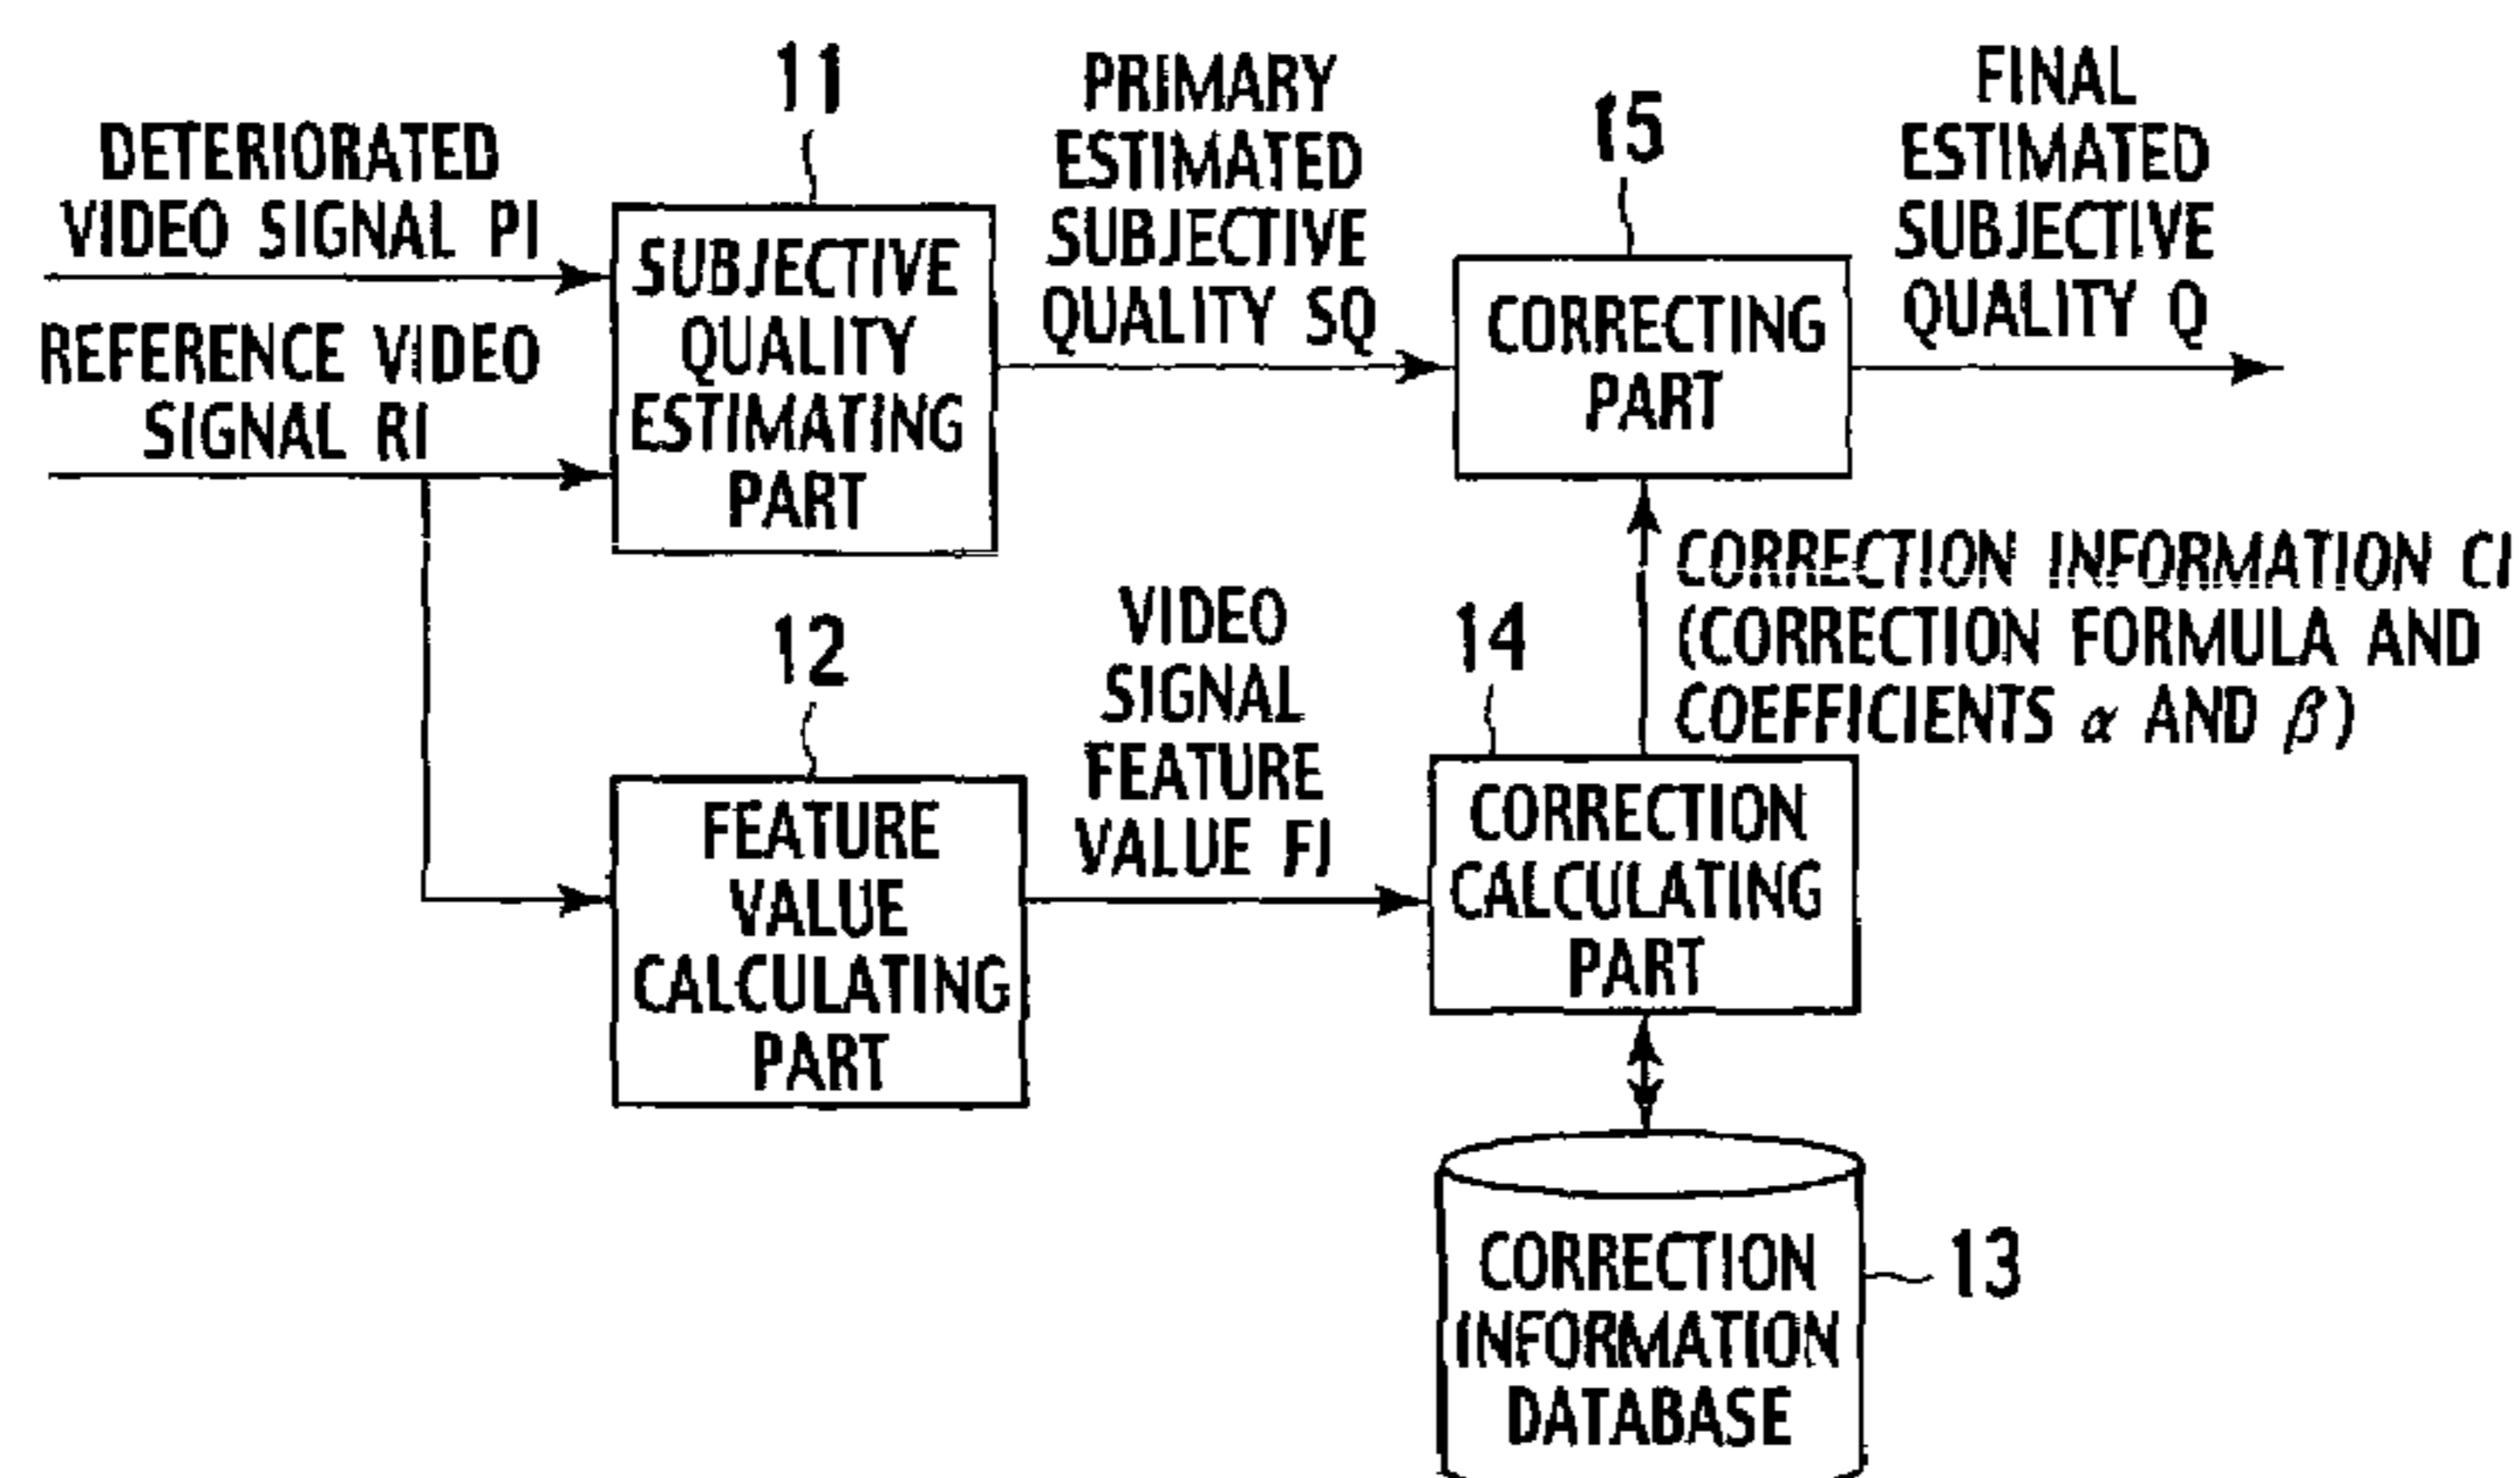 DETERIORATED
VIDEO SIGNAL PI
REFERENCE VIDEO
SIGNAL RI
11
SUBJECTIVE
QUALITY
ESTIMATING
PART
PRIMARY
ESTIMATED
SUBJECTIVE
QUALITY SQ
15
CORRECTING
PART
FINAL
ESTIMATED
SUBJECTIVE
QUALITY Q
12
FEATURE
VALUE
CALCULATING
PART
VIDEO
SIGNAL
FEATURE
VALUE FI
14
CORRECTION
CALCULATING
PART
CORRECTION INFORMATION CI
(CORRECTION FORMULA AND
COEFFICIENTS α AND β)
CORRECTION
INFORMATION
DATABASE
13